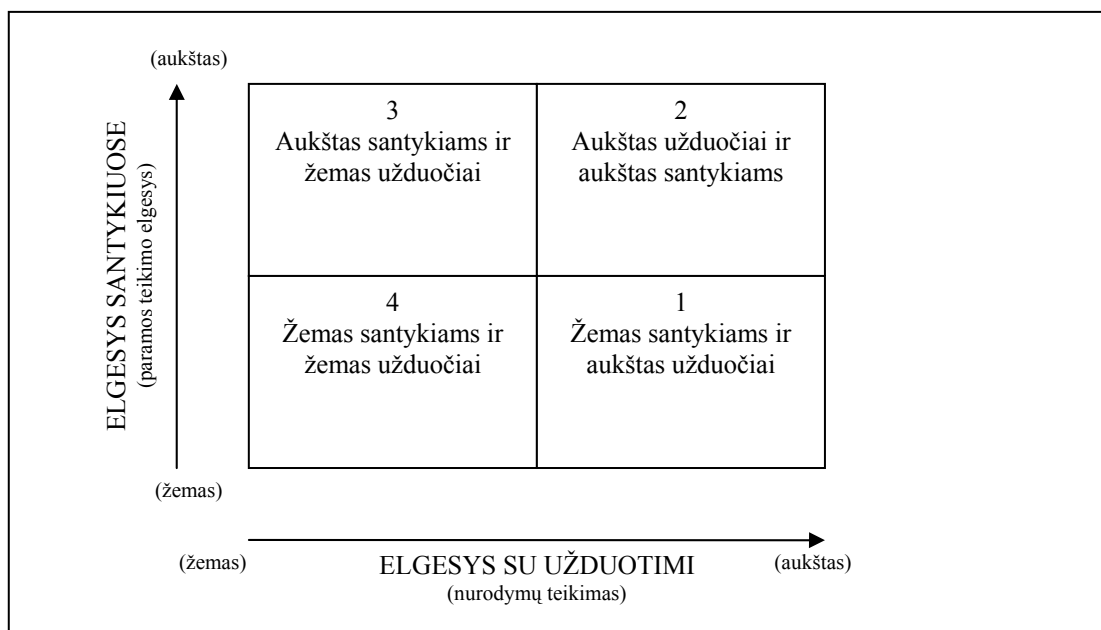 (aukštas)
ELGESYS SANTYKIUOSE
(paramos teikimo elgesys)
3
Aukštas santykiams ir
žemas užduočiai
2
Aukštas užduočiai ir
aukštas santykiams
4
Žemas santykiams ir
žemas užduočiai
1
Žemas santykiams ir
aukštas užduočiai
(žemas)
(žemas)
ELGESYS SU UŽDUOTIMI
(nurodymų teikimas)
(aukštas)